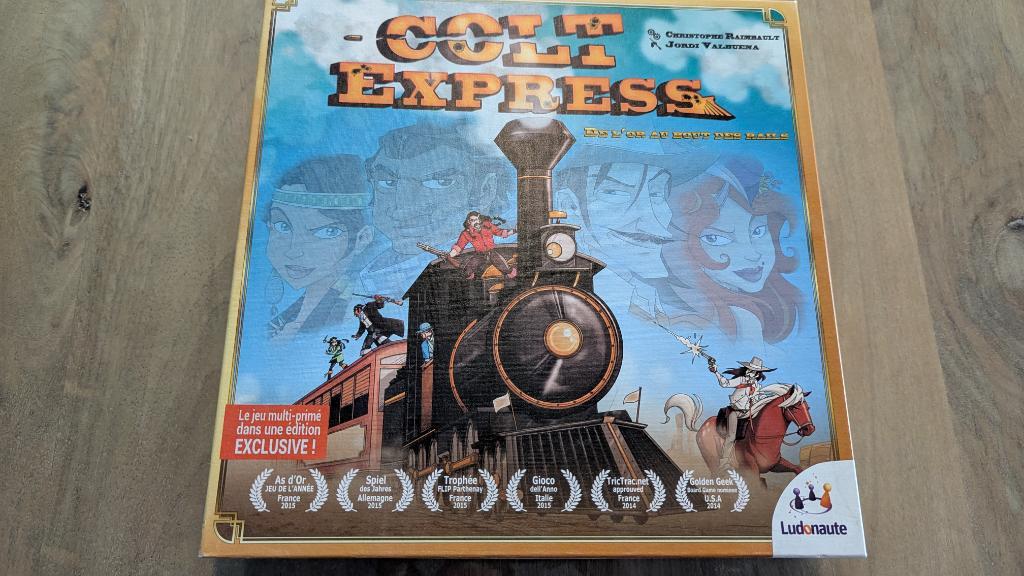 COLT
EXPRESS
CHRISTOPHE RAIMBAULT
JORDI VALBUENA
DE L'OR AU BOUT DES RAILS
Le jeu multi-primé
dans une édition
EXCLUSIVE !
As d'Or
JEU DE L'ANNÉE
France
2015
Spiel
des Jahres
Allemagne
2015
Trophée
FLIP Parthenay
France
2015
Gioco
dell'Anno
Italie
2015
TricTrac.net
approved
France
2014
Golden Geek
Board Game nominee
U.S.A
2014
Ludonaute